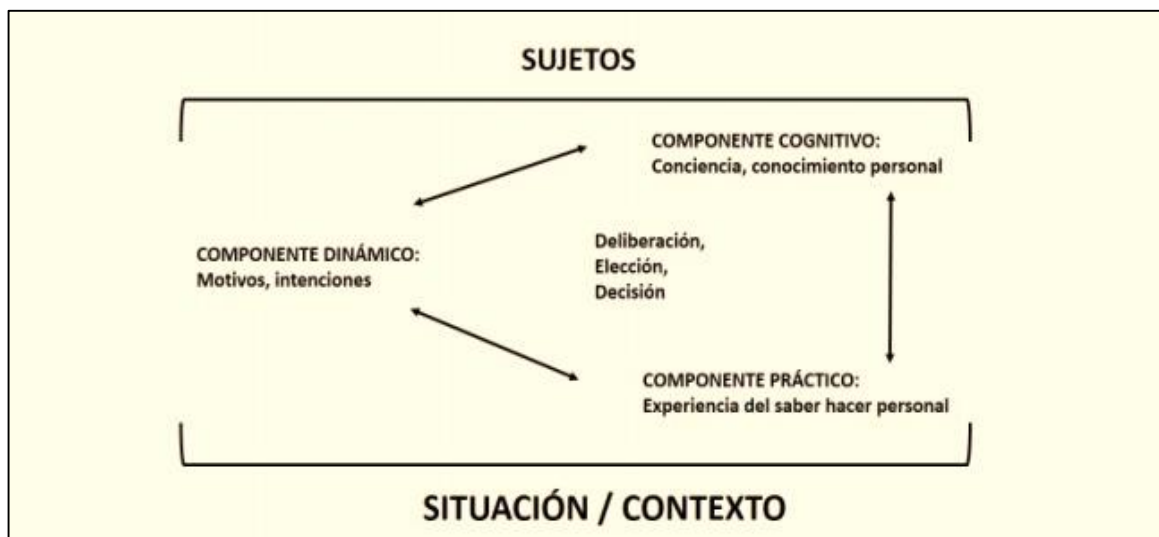 SUJETOS
COMPONENTE COGNITIVO:
Conciencia, conocimiento personal
COMPONENTE DINÁMICO:
Motivos, intenciones
Deliberación,
Elección,
Decisión
COMPONENTE PRÁCTICO:
Experiencia del saber hacer personal
SITUACIÓN / CONTEXTO